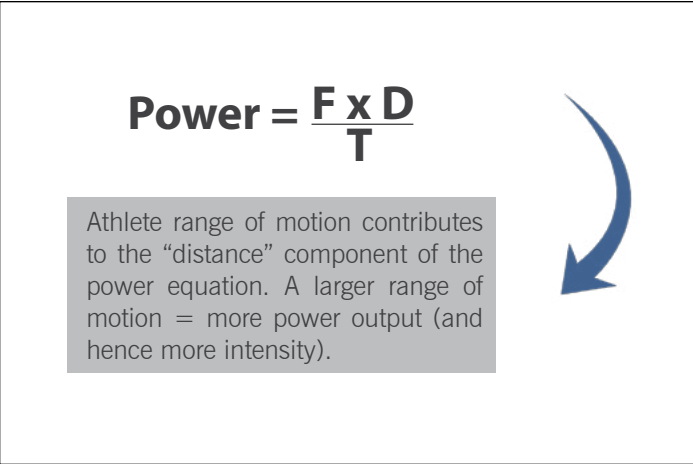 Power = F x D
T
Athlete range of motion contributes
to the “distance” component of the
power equation. A larger range of
motion = more power output (and
hence more intensity).